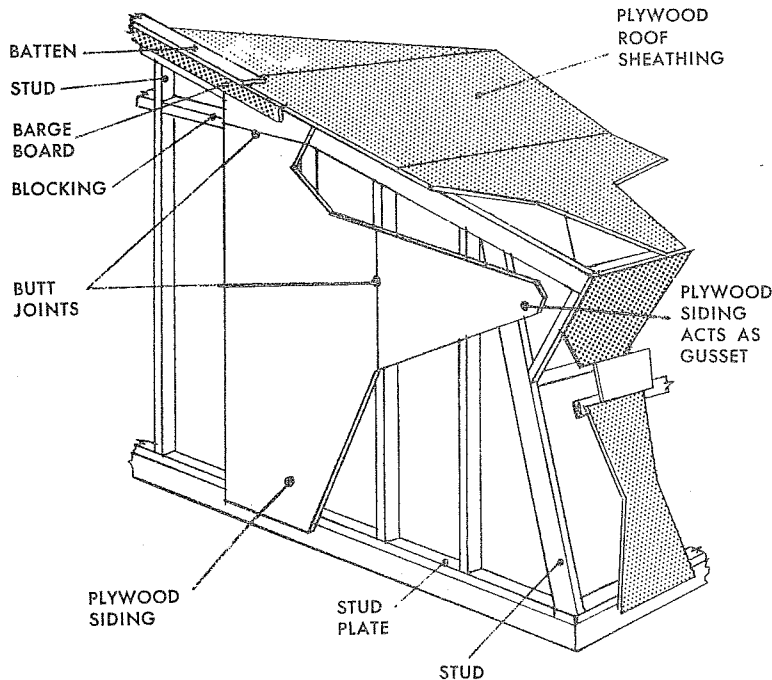 PLYWOOD
ROOF
SHEATHING
BATTEN
STUD
BARGE
BOARD
BLOCKING
BUTT
JOINTS
PLYWOOD
SIDING
ACTS AS
GUSSET
PLYWOOD
SIDING
STUD
PLATE
STUD